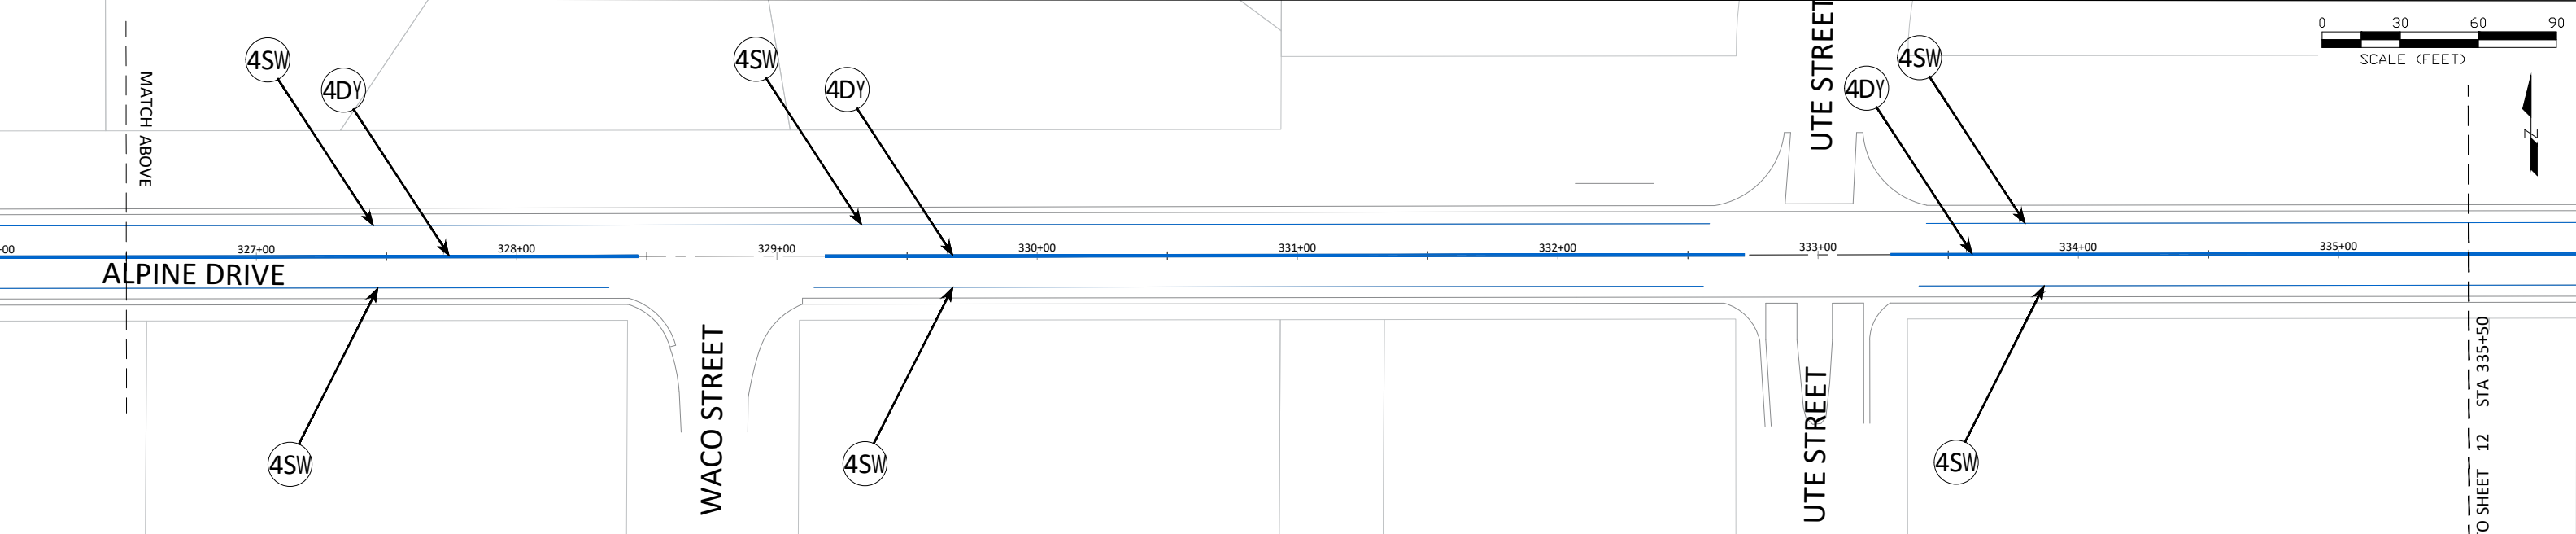 0 30 60 90
SCALE (FEET)
UTE STREET
4SW
4DY
4SW
4DY
4DY
4SW
MATCH ABOVE
N
00
327+00
328+00
329+00
330+00
331+00
332+00
333+00
334+00
335+00
ALPINE DRIVE
WACO STREET
UTE STREET
4SW
4SW
4SW
O SHEET 12 STA 335+50